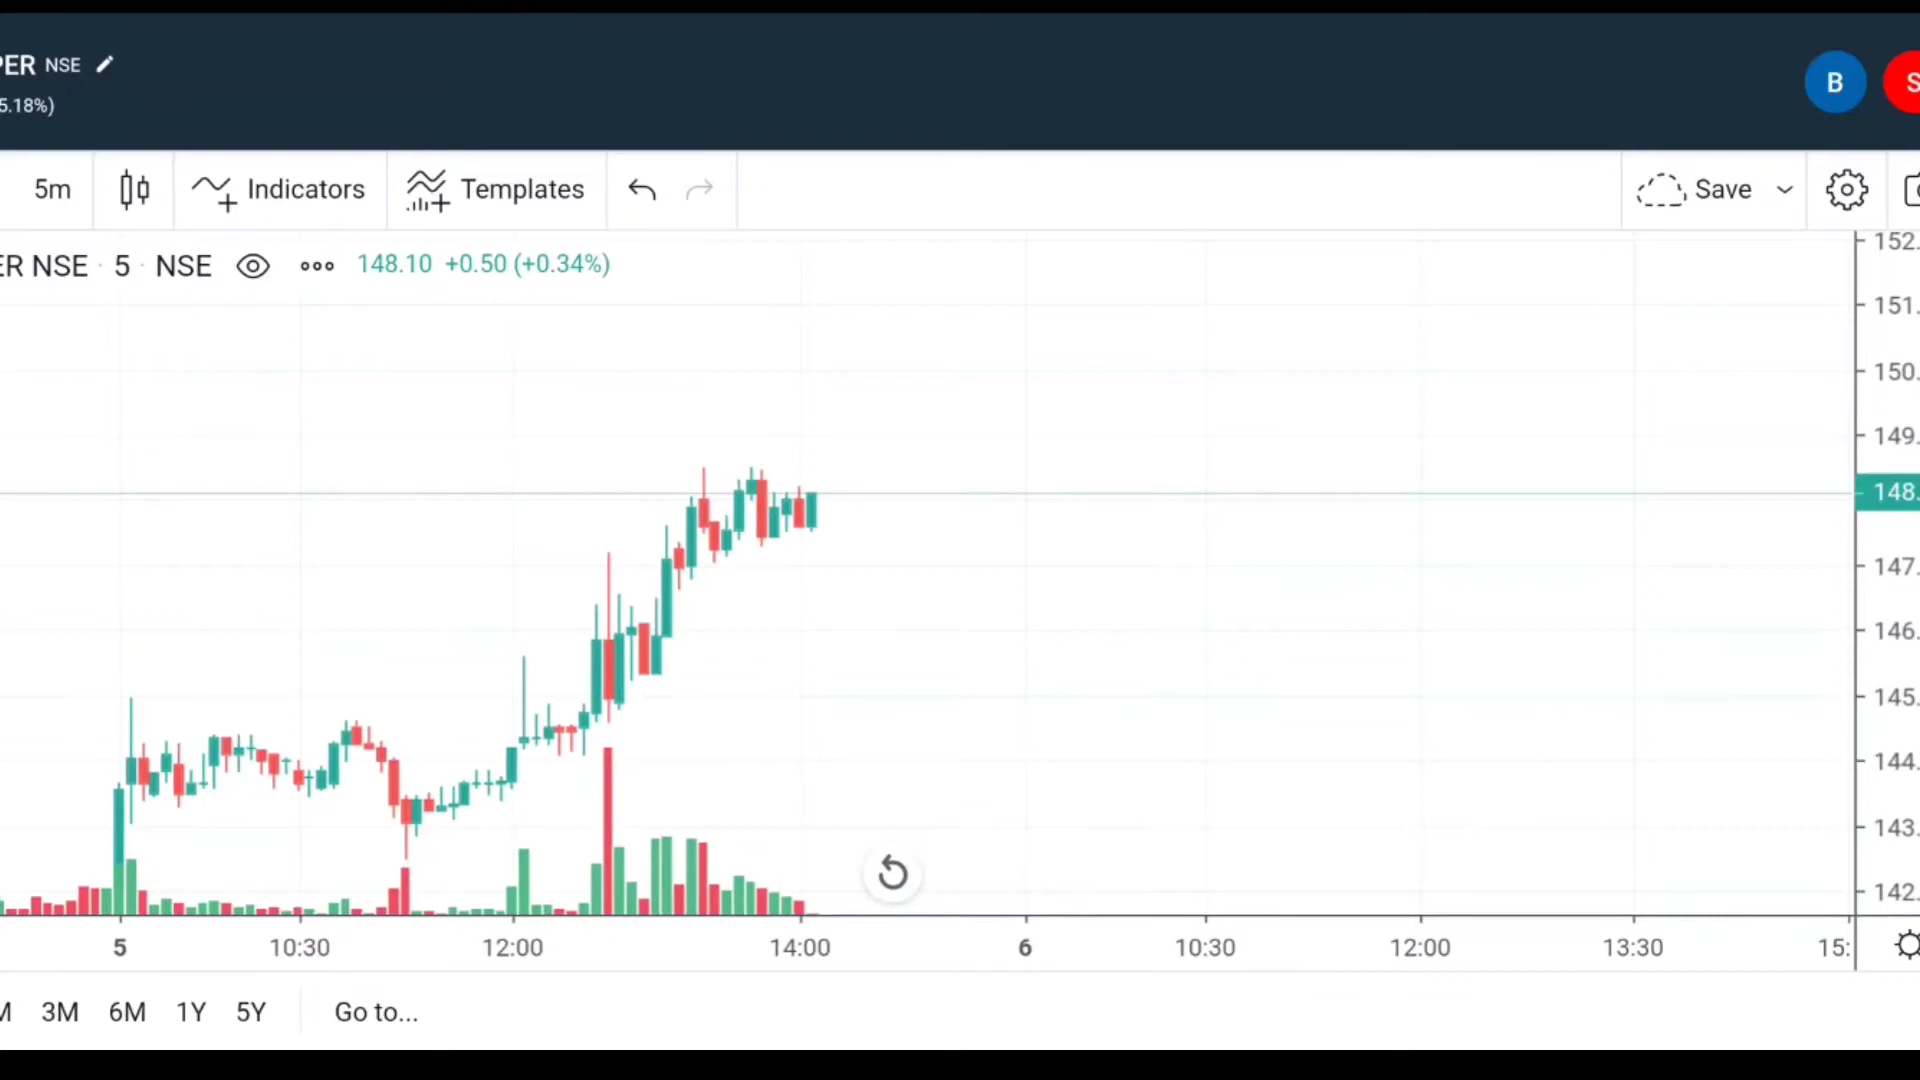 PER NSE
5.18%)
B
S
5m
Indicators
Templates
Save
ER NSE · 5 · NSE
148.10 +0.50 (+0.34%)
152.
151.
150.
149.
148.
147.
146.
145.
144.
143.
142.
5 10:30 12:00 14:00 6 10:30 12:00 13:30 15:
M 3M 6M 1Y 5Y Go to...